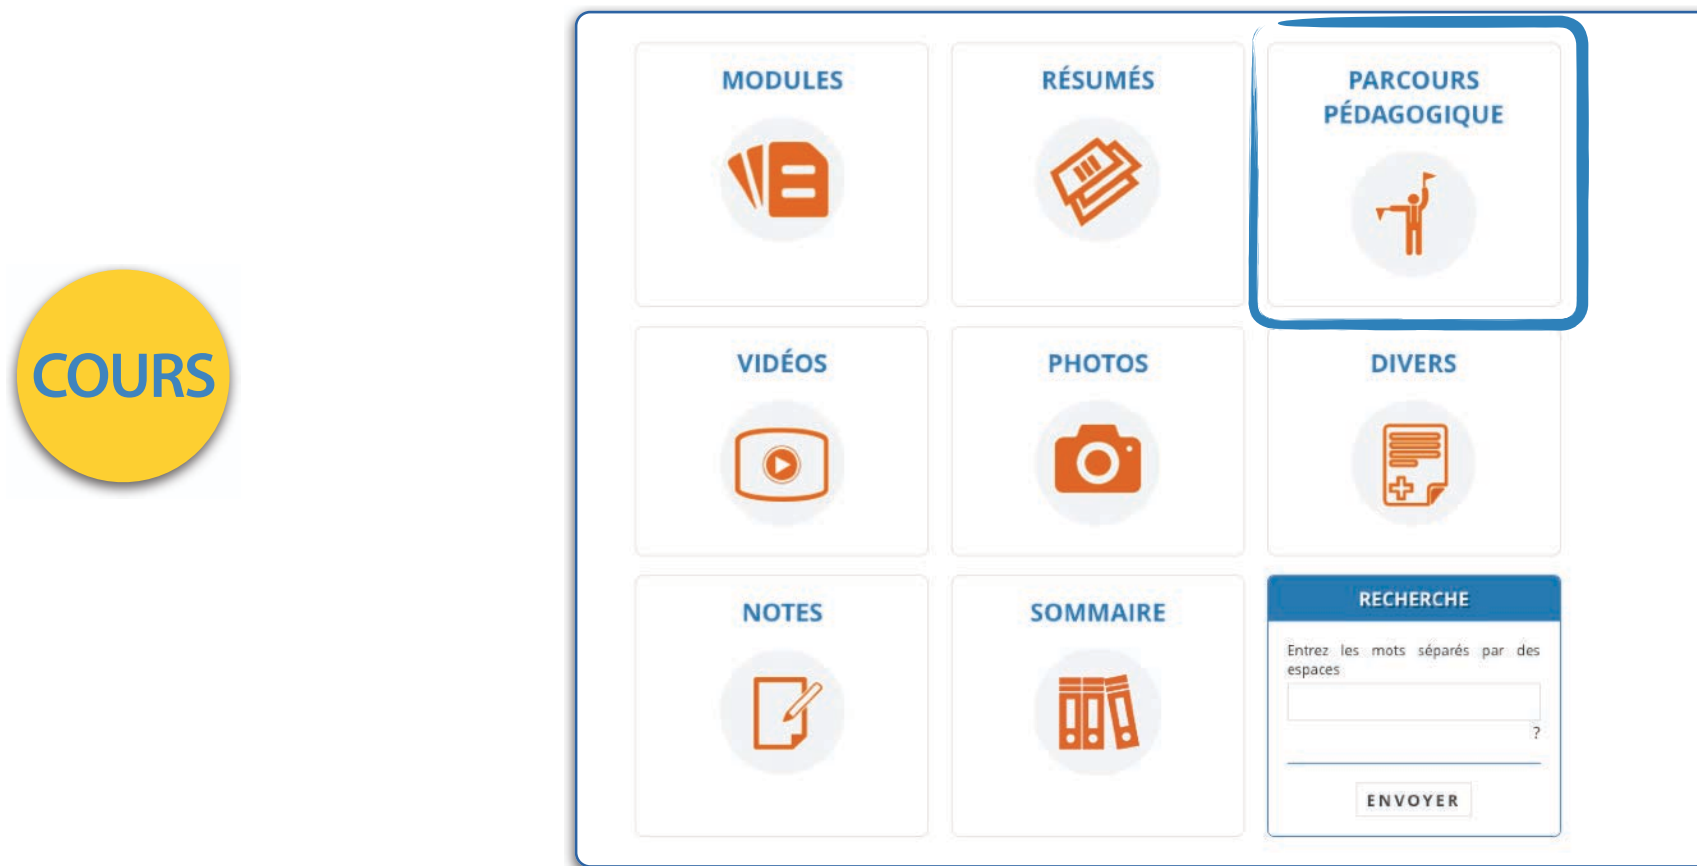 COURS
MODULES
RÉSUMÉS
PARCOURS
PÉDAGOGIQUE
VIDÉOS
PHOTOS
DIVERS
NOTES
SOMMAIRE
RECHERCHE
Entrez les mots séparés par des
espaces
?
ENVOYER